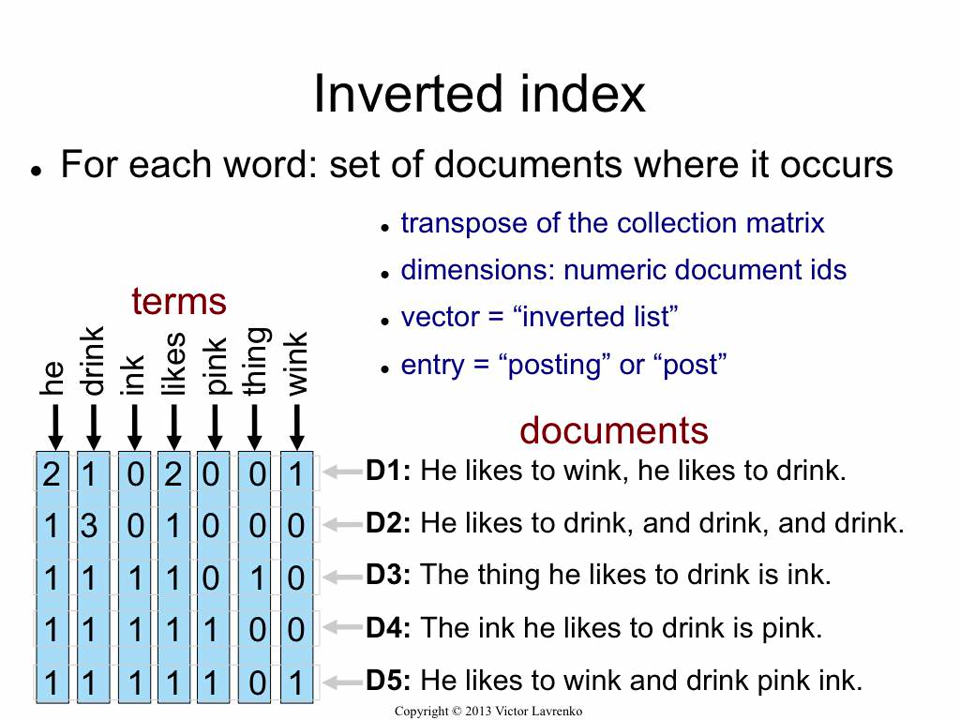 Inverted index
● For each word: set of documents where it occurs
● transpose of the collection matrix
● dimensions: numeric document ids
● vector = “inverted list”
● entry = “posting” or “post”
terms
he drink ink likes pink thing wink
documents
2 1 0 2 0 0 1 D1: He likes to wink, he likes to drink.
1 3 0 1 0 0 0 D2: He likes to drink, and drink, and drink.
1 1 1 1 0 1 0 D3: The thing he likes to drink is ink.
1 1 1 1 1 0 0 D4: The ink he likes to drink is pink.
1 1 1 1 1 0 1 D5: He likes to wink and drink pink ink.
Copyright © 2013 Victor Lavrenko